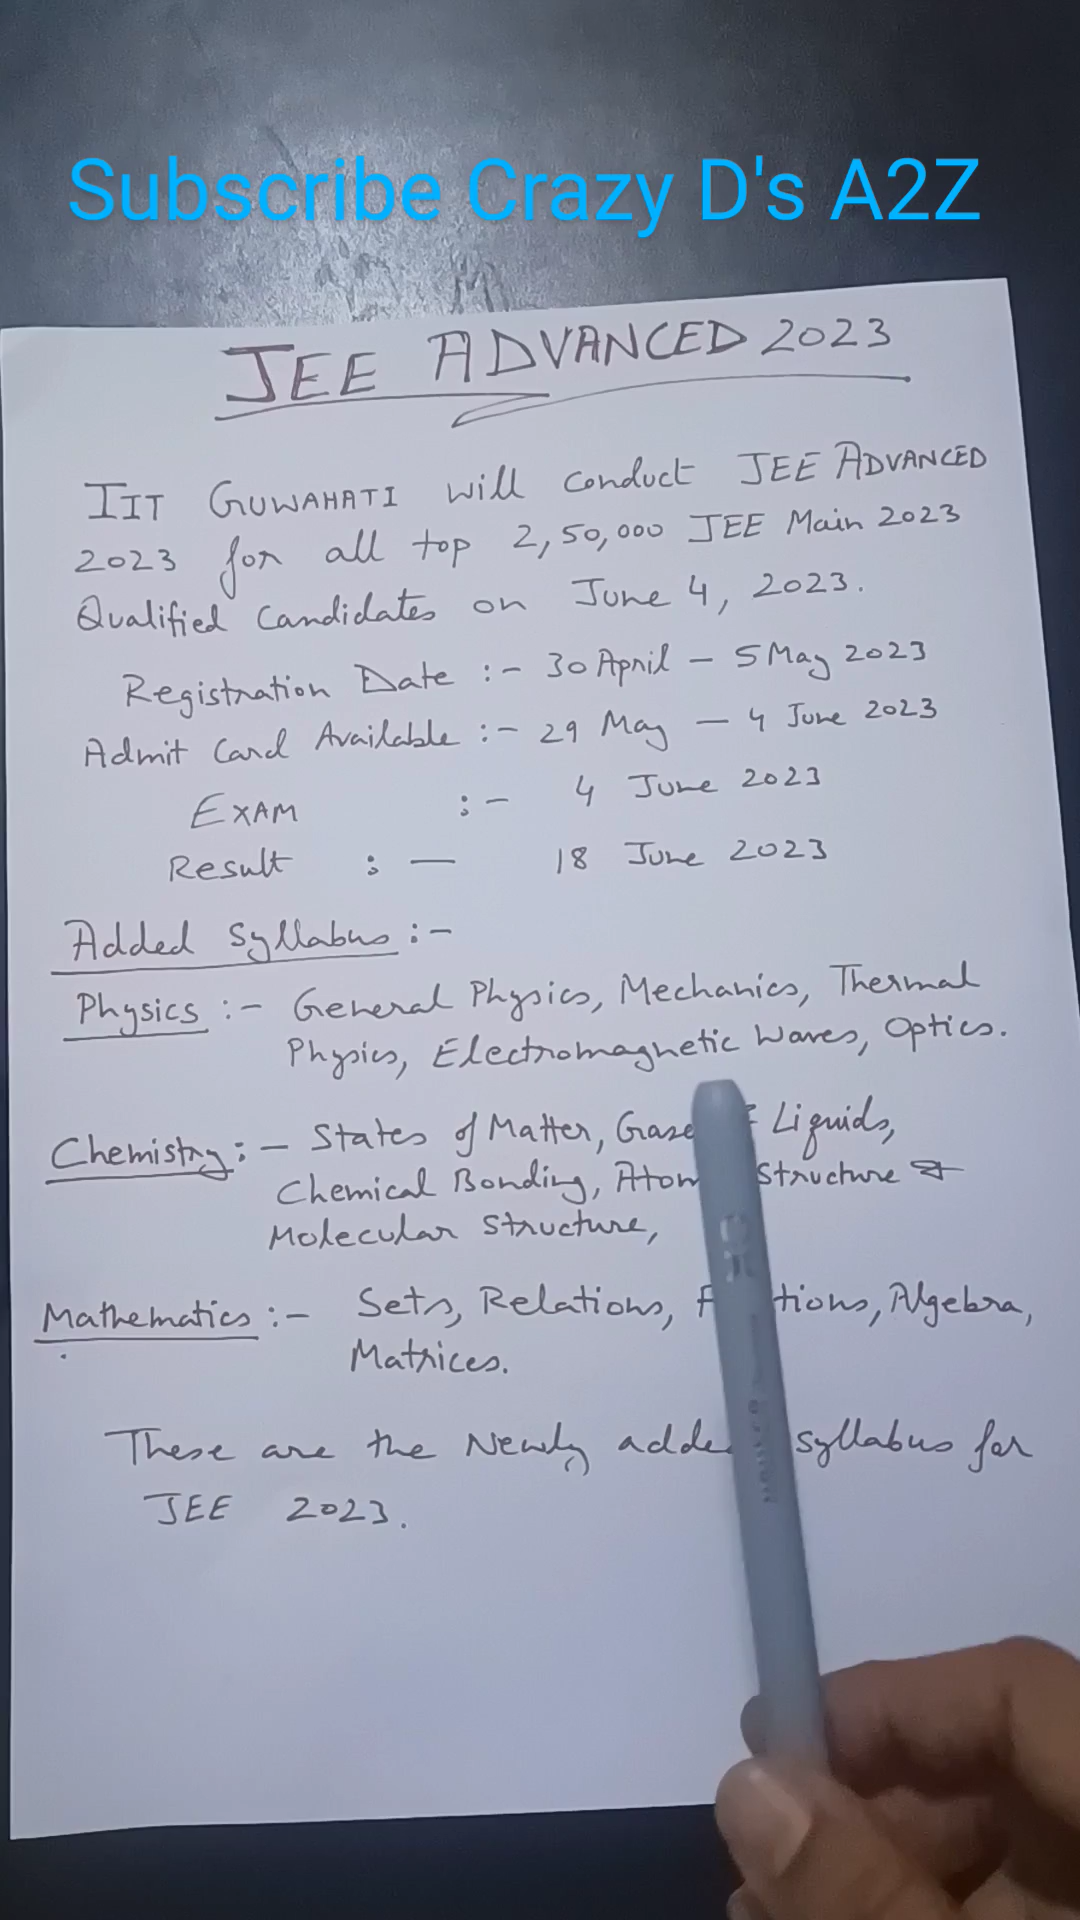 Subscribe Crazy D's A2Z
JEE ADVANCED 2023
IIT GUWAHATI will conduct JEE ADVANCED
2023 for all top 2,50,000 JEE Main 2023
Qualified Candidates on June 4, 2023.
Registration Date :- 30 April - 5 May 2023
Admit Card Available :- 29 May - 4 June 2023
EXAM :- 4 June 2023
Result :- 18 June 2023
Added Syllabus :-
Physics :- General Physics, Mechanics, Thermal
Physics, Electromagnetic Waves, Optics.
Chemistry :- States of Matter, Liquids,
Chemical Bonding, Structure &
Molecular Structure,
Mathematics :- Sets, Relations, Algebra,
Matrices.
These are the Newly added syllabus for
JEE 2023.